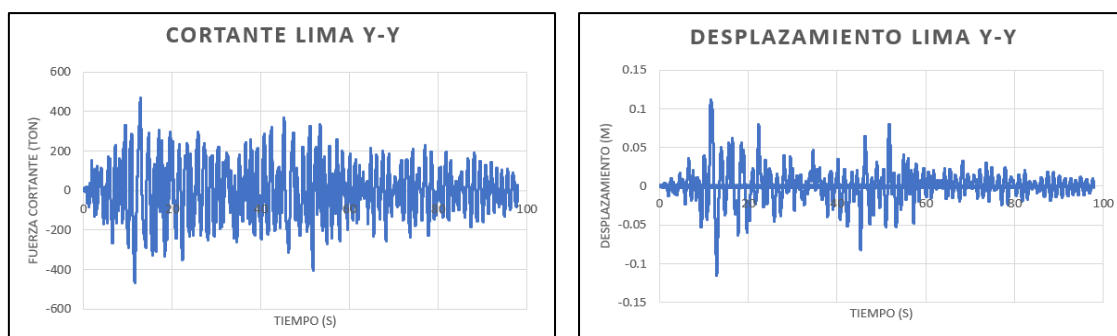 CORTANTE LIMA Y-Y
600
400
200
0
-200
-400
-600
0 20 40 60 80 100
FUERZA CORTANTTE (TON)
TIEMPO (S)
DESPLAZAMIENTO LIMA Y-Y
0.15
0.1
0.05
0
-0.05
-0.1
-0.15
0 20 40 60 80 100
DESPLAZAMIENTO (M)
TIEMPO (S)